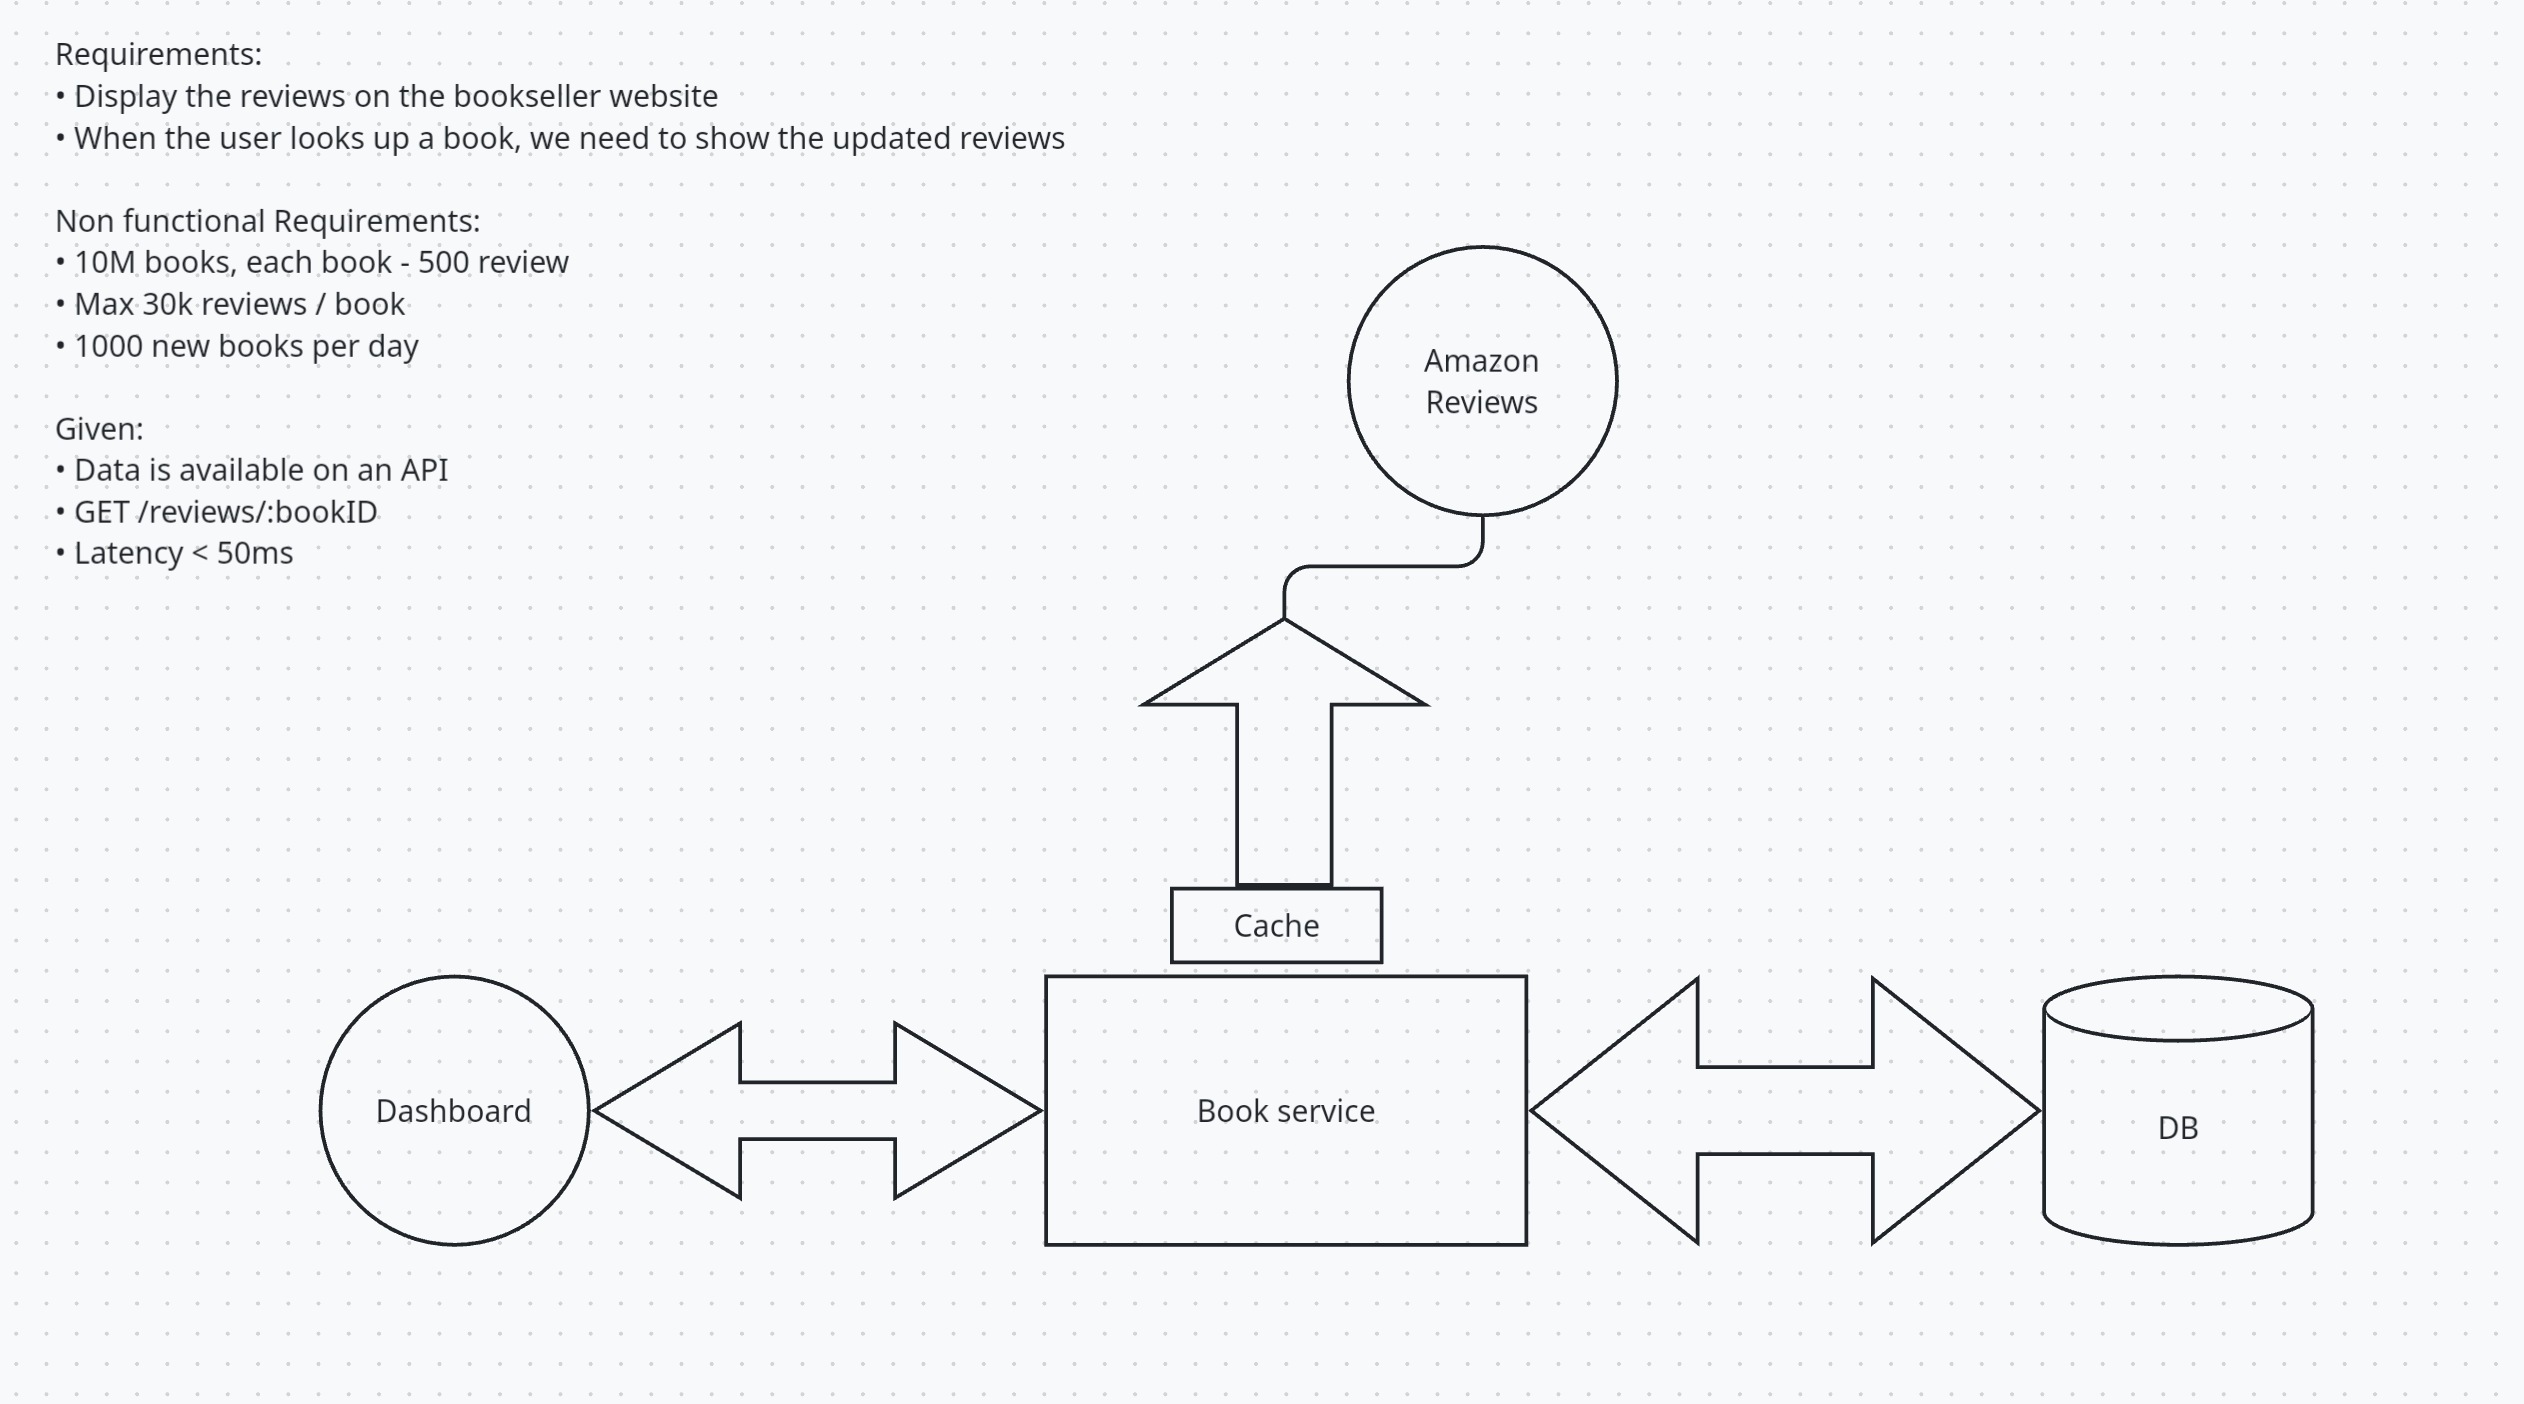 Requirements:
• Display the reviews on the bookseller website
• When the user looks up a book, we need to show the updated reviews
Non functional Requirements:
• 10M books, each book - 500 review
• Max 30k reviews / book
• 1000 new books per day
Given:
• Data is available on an API
• GET /reviews/:bookID
• Latency < 50ms
Amazon
Reviews
Cache
Dashboard
Book service
DB